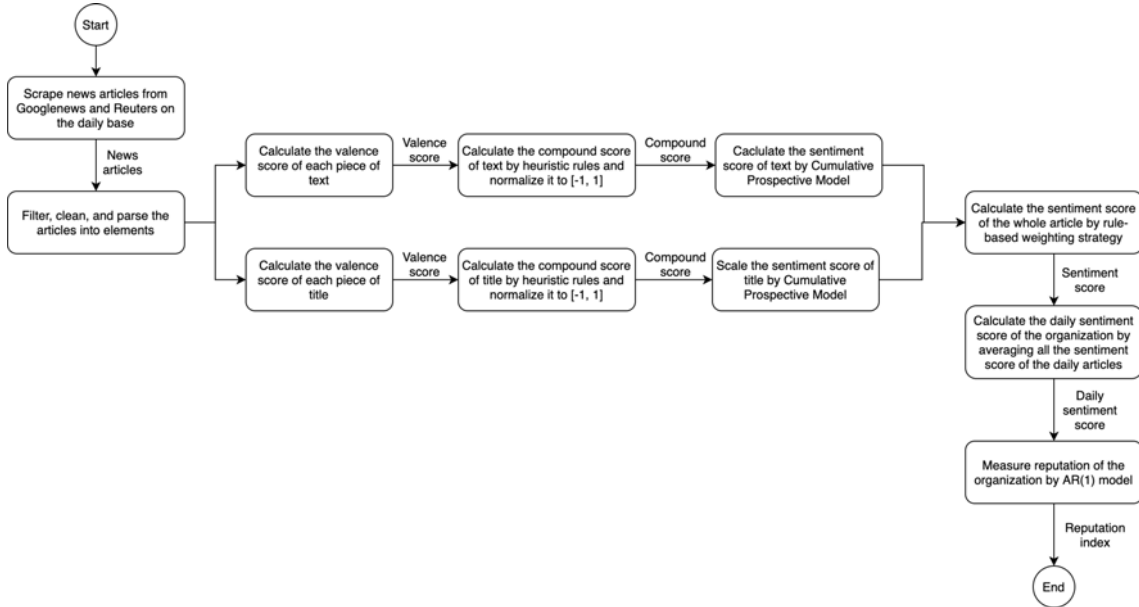 Start
Scrape news articles from
Googlenews and Reuters on
the daily base
News
articles
Filter, clean, and parse the
articles into elements
Calculate the valence
score of each piece of
text
Valence
score
Calculate the compound score
of text by heuristic rules and
normalize it to [-1, 1]
Compound
score
Caclulate the sentiment
score of text by Cumulative
Prospective Model
Calculate the valence
score of each piece of
title
Valence
score
Calculate the compound score
of title by heuristic rules and
normalize it to [-1, 1]
Compound
score
Scale the sentiment score of
title by Cumulative
Prospective Model
Calculate the sentiment score
of the whole article by rule-
based weighting strategy
Sentiment
score
Calculate the daily sentiment
score of the organization by
averaging all the sentiment
score of the daily articles
Daily
sentiment
score
Measure reputation of the
organization by AR(1) model
Reputation
index
End